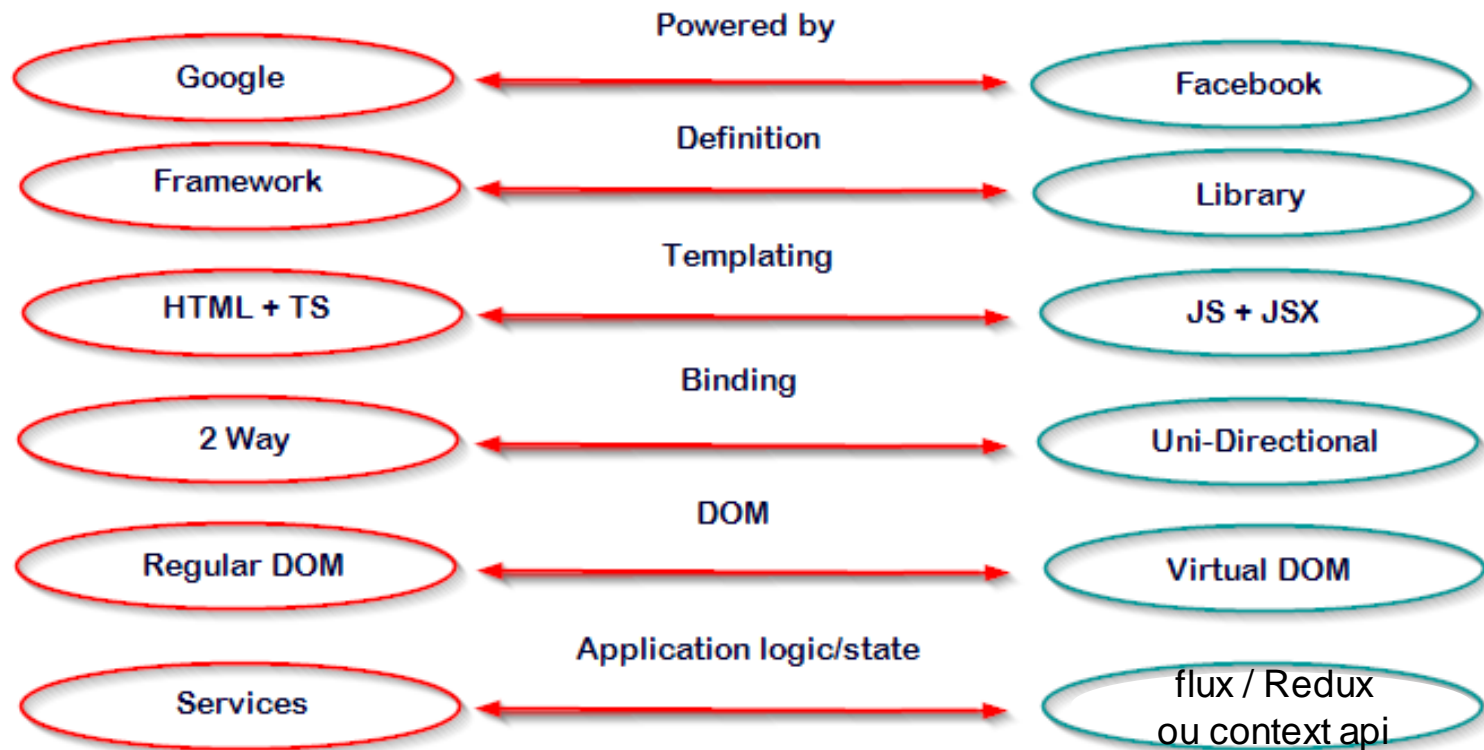 Powered by
Google
Facebook
Definition
Framework
Library
Templating
HTML + TS
JS + JSX
Binding
2 Way
Uni-Directional
DOM
Regular DOM
Virtual DOM
Application logic/state
Services
flux / Redux
ou context api